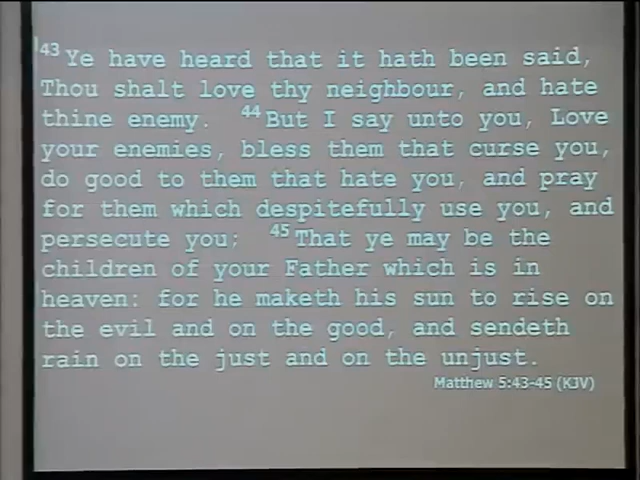 43 Ye have heard that it hath been said,
Thou shalt love thy neighbour, and hate
thine enemy. 44 But I say unto you, Love
your enemies, bless them that curse you,
do good to them that hate you, and pray
for them which despitefully use you, and
persecute you; 45 That ye may be the
children of your Father which is in
heaven: for he maketh his sun to rise on
the evil and on the good, and sendeth
rain on the just and on the unjust.
Matthew 5:43-45 (KJV)